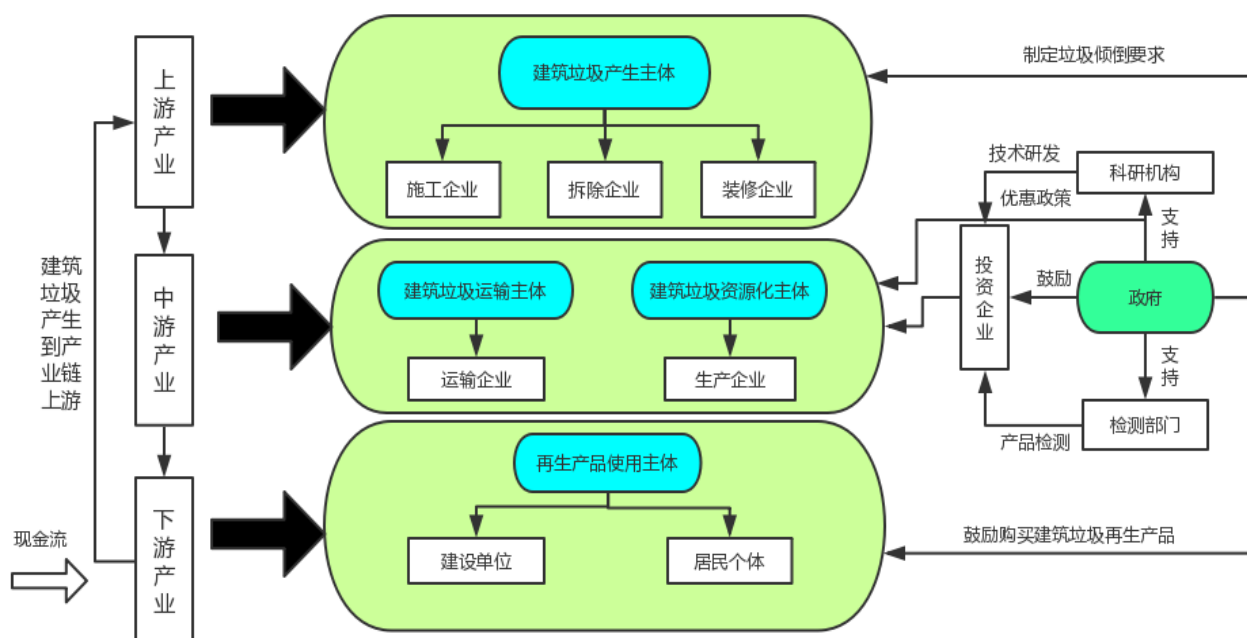 上游产业
建筑垃圾产生主体
施工企业
拆除企业
装修企业
制定垃圾倾倒要求
技术研发
科研机构
优惠政策
支持
建筑
垃圾
产生
到产
业链
上游
中游产业
建筑垃圾运输主体
建筑垃圾资源化主体
运输企业
生产企业
投资企业
鼓励
政府
支持
产品检测
检测部门
下游产业
再生产品使用主体
建设单位
居民个体
现金流
鼓励购买建筑垃圾再生产品